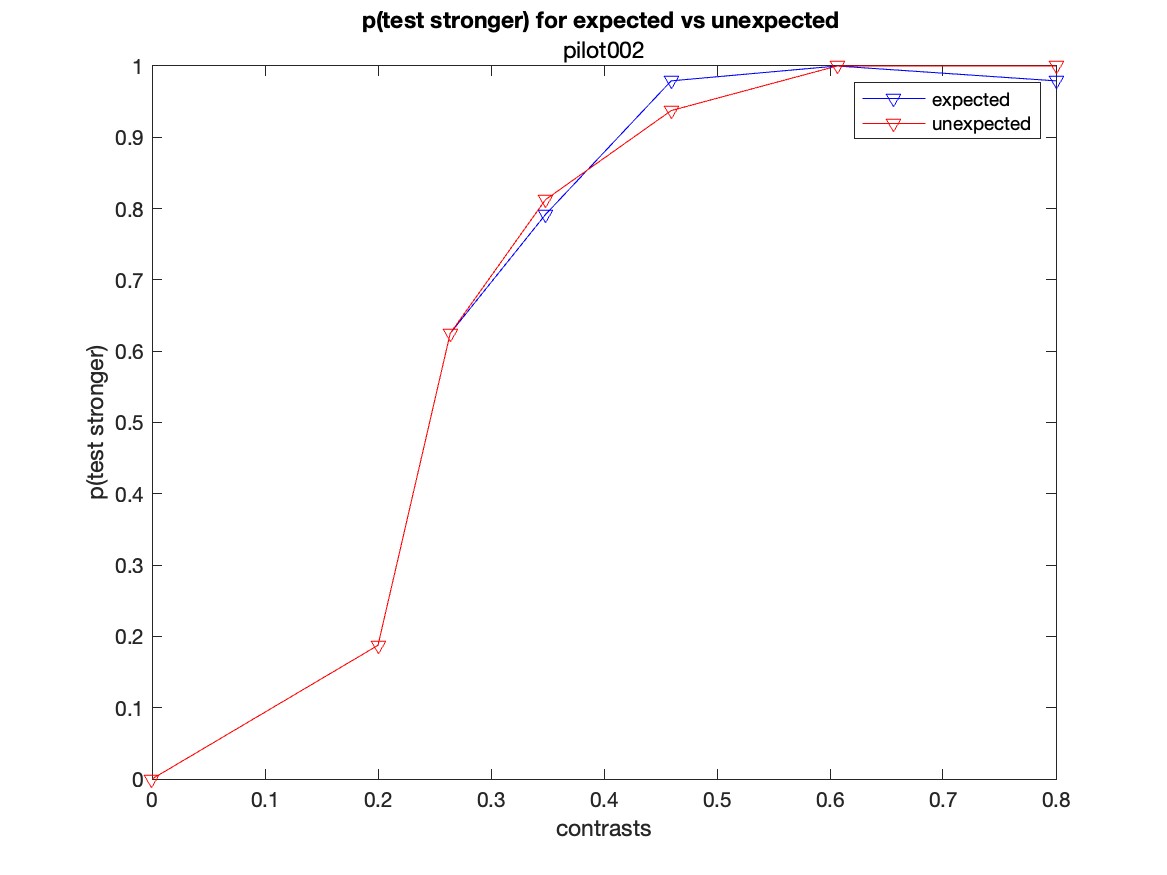 p(test stronger) for expected vs unexpected
pilot002
1
0.9
0.8
0.7
0.6
0.5
0.4
0.3
0.2
0.1
0
p(test stronger)
expected
unexpected
0 0.1 0.2 0.3 0.4 0.5 0.6 0.7 0.8
contrasts